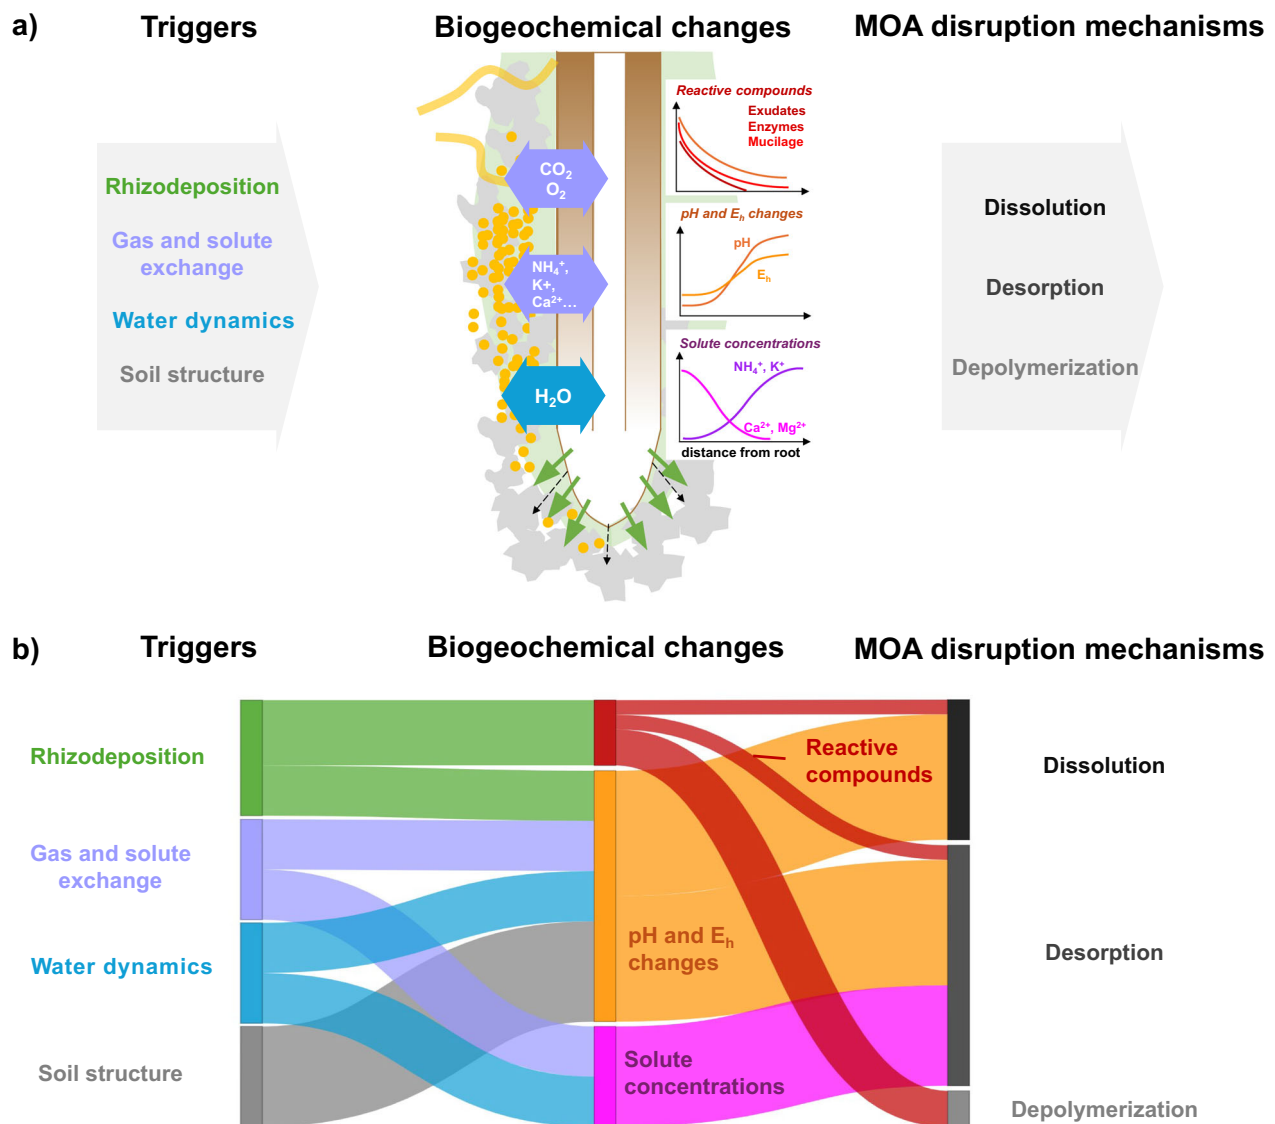 a)
Triggers
Biogeochemical changes
MOA disruption mechanisms
Rhizodeposition
Gas and solute
exchange
Water dynamics
Soil structure
CO₂
O₂
NH₄⁺,
K+,
Ca²⁺...
H₂O
Reactive compounds
Exudates
Enzymes
Mucilage
pH and Eₕ changes
pH
Eₕ
Solute concentrations
NH₄⁺, K⁺
Ca²⁺, Mg²⁺
distance from root
Dissolution
Desorption
Depolymerization
b)
Triggers
Biogeochemical changes
MOA disruption mechanisms
Rhizodeposition
Gas and solute
exchange
Water dynamics
Soil structure
Reactive
compounds
pH and Eₕ
changes
Solute
concentrations
Dissolution
Desorption
Depolymerization